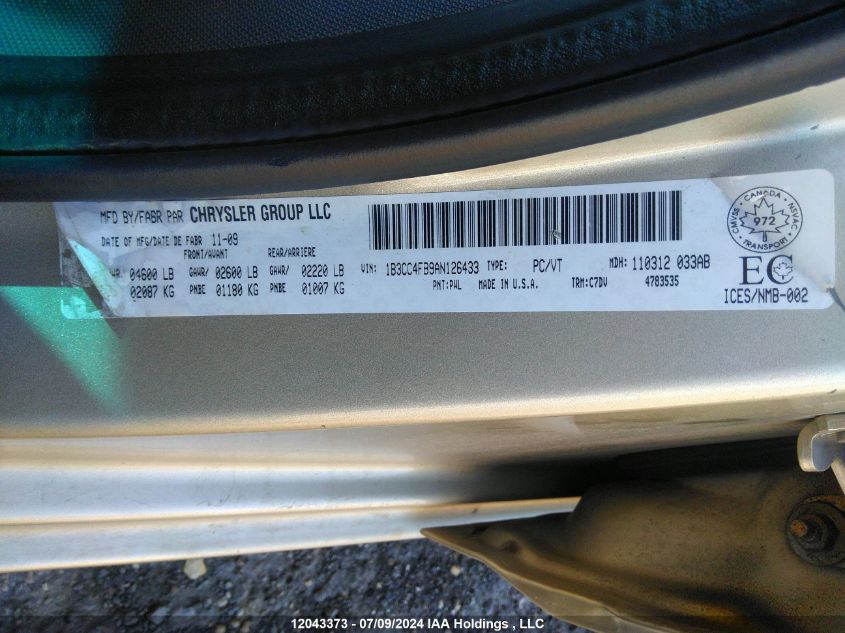 MFD BY/FABR PAR CHRYSLER GROUP LLC
DATE OF MFG/DATE DE FABR 11-09
FRONT/AVANT REAR/ARRIERE
04600 LB GAWR/ 02600 LB GAWR/ 02220 LB
02087 KG PNBE 01180 KG PNBE 01007 KG
VIN: 1B3CC4FB9AN126433 TYPE: PC/VT MDH: 110312 033AB
PNT:PWL MADE IN U.S.A. TRM:C7DV 4783535
CANADA
CMVSS 972 NSVAC
TRANSPORT
EC
ICES/NMB-002
12043373 - 07/09/2024 IAA Holdings , LLC